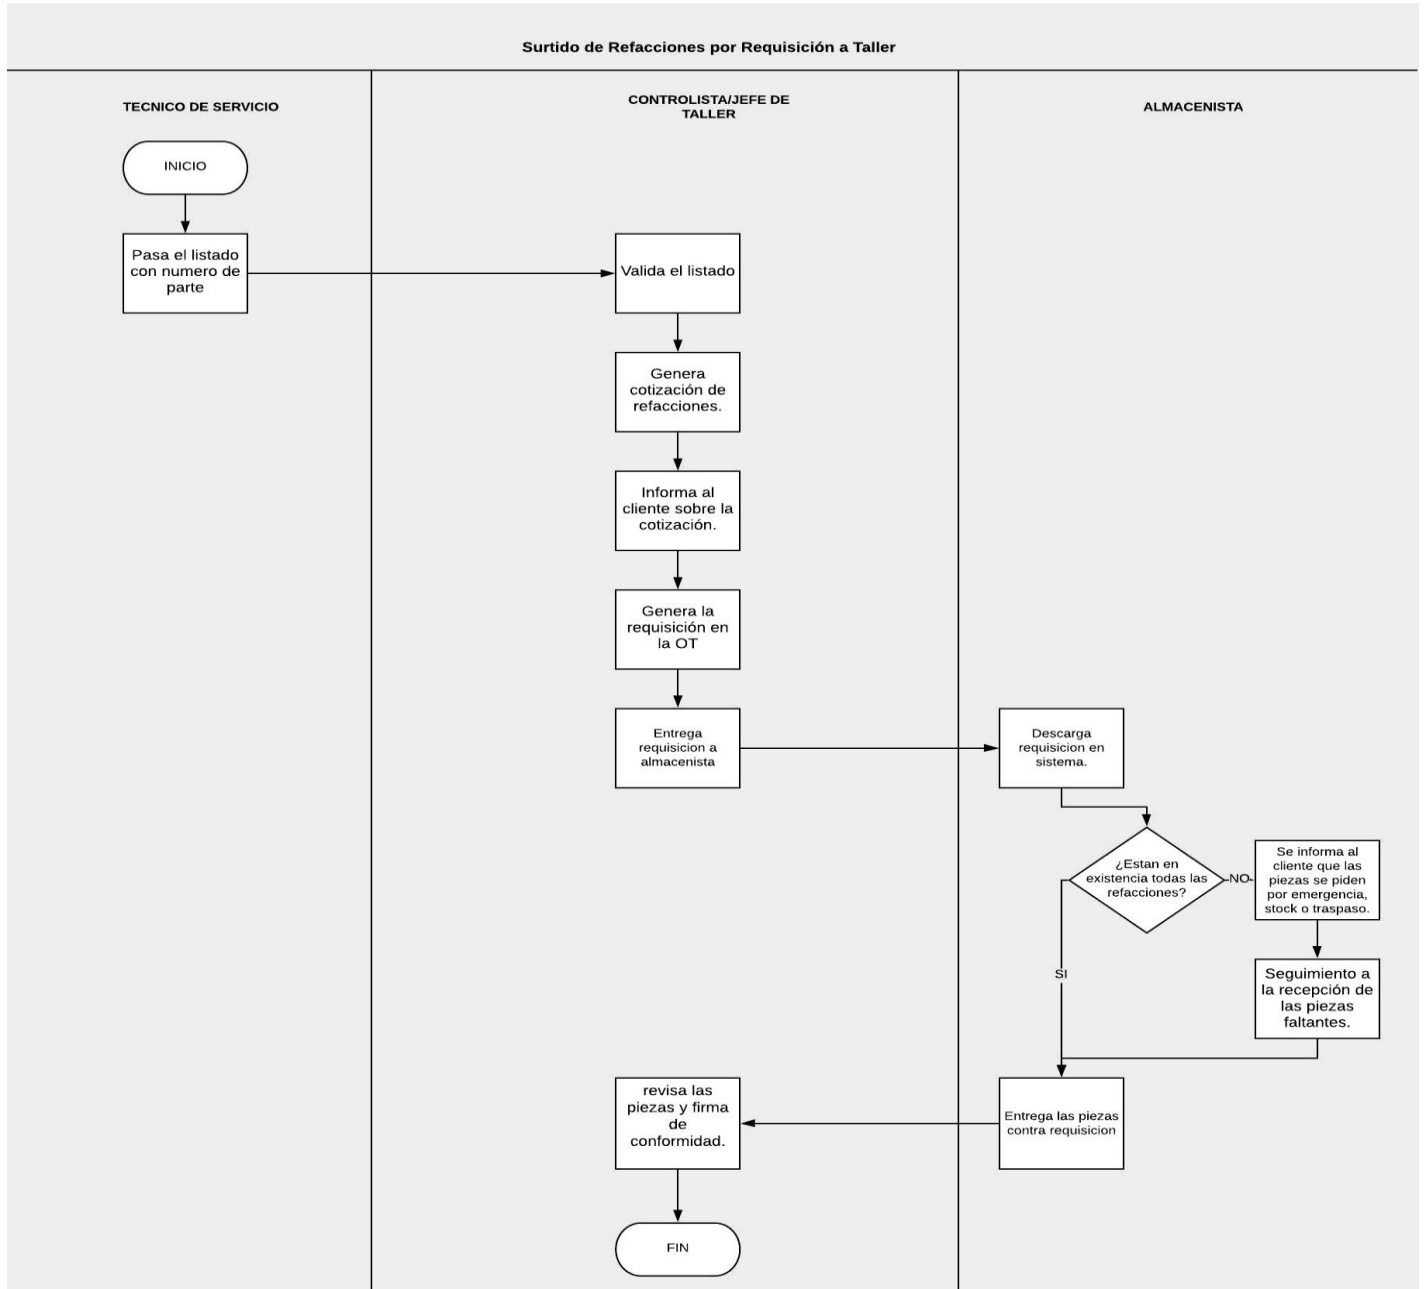 Surtido de Refacciones por Requisición a Taller
TECNICO DE SERVICIO
CONTROLISTA/JEFE DE
TALLER
ALMACENISTA
INICIO
Pasa el listado
con numero de
parte
Valida el listado
Genera
cotización de
refacciones.
Informa al
cliente sobre la
cotización.
Genera la
requisición en
la OT
Entrega
requisicion a
almacenista
Descarga
requisicion en
sistema.
¿Estan en
existencia todas las
refacciones?
NO
Se informa al
cliente que las
piezas se piden
por emergencia,
stock o traspaso.
SI
Seguimiento a
la recepción de
las piezas
faltantes.
Entrega las piezas
contra requisicion
revisa las
piezas y firma
de
conformidad.
FIN